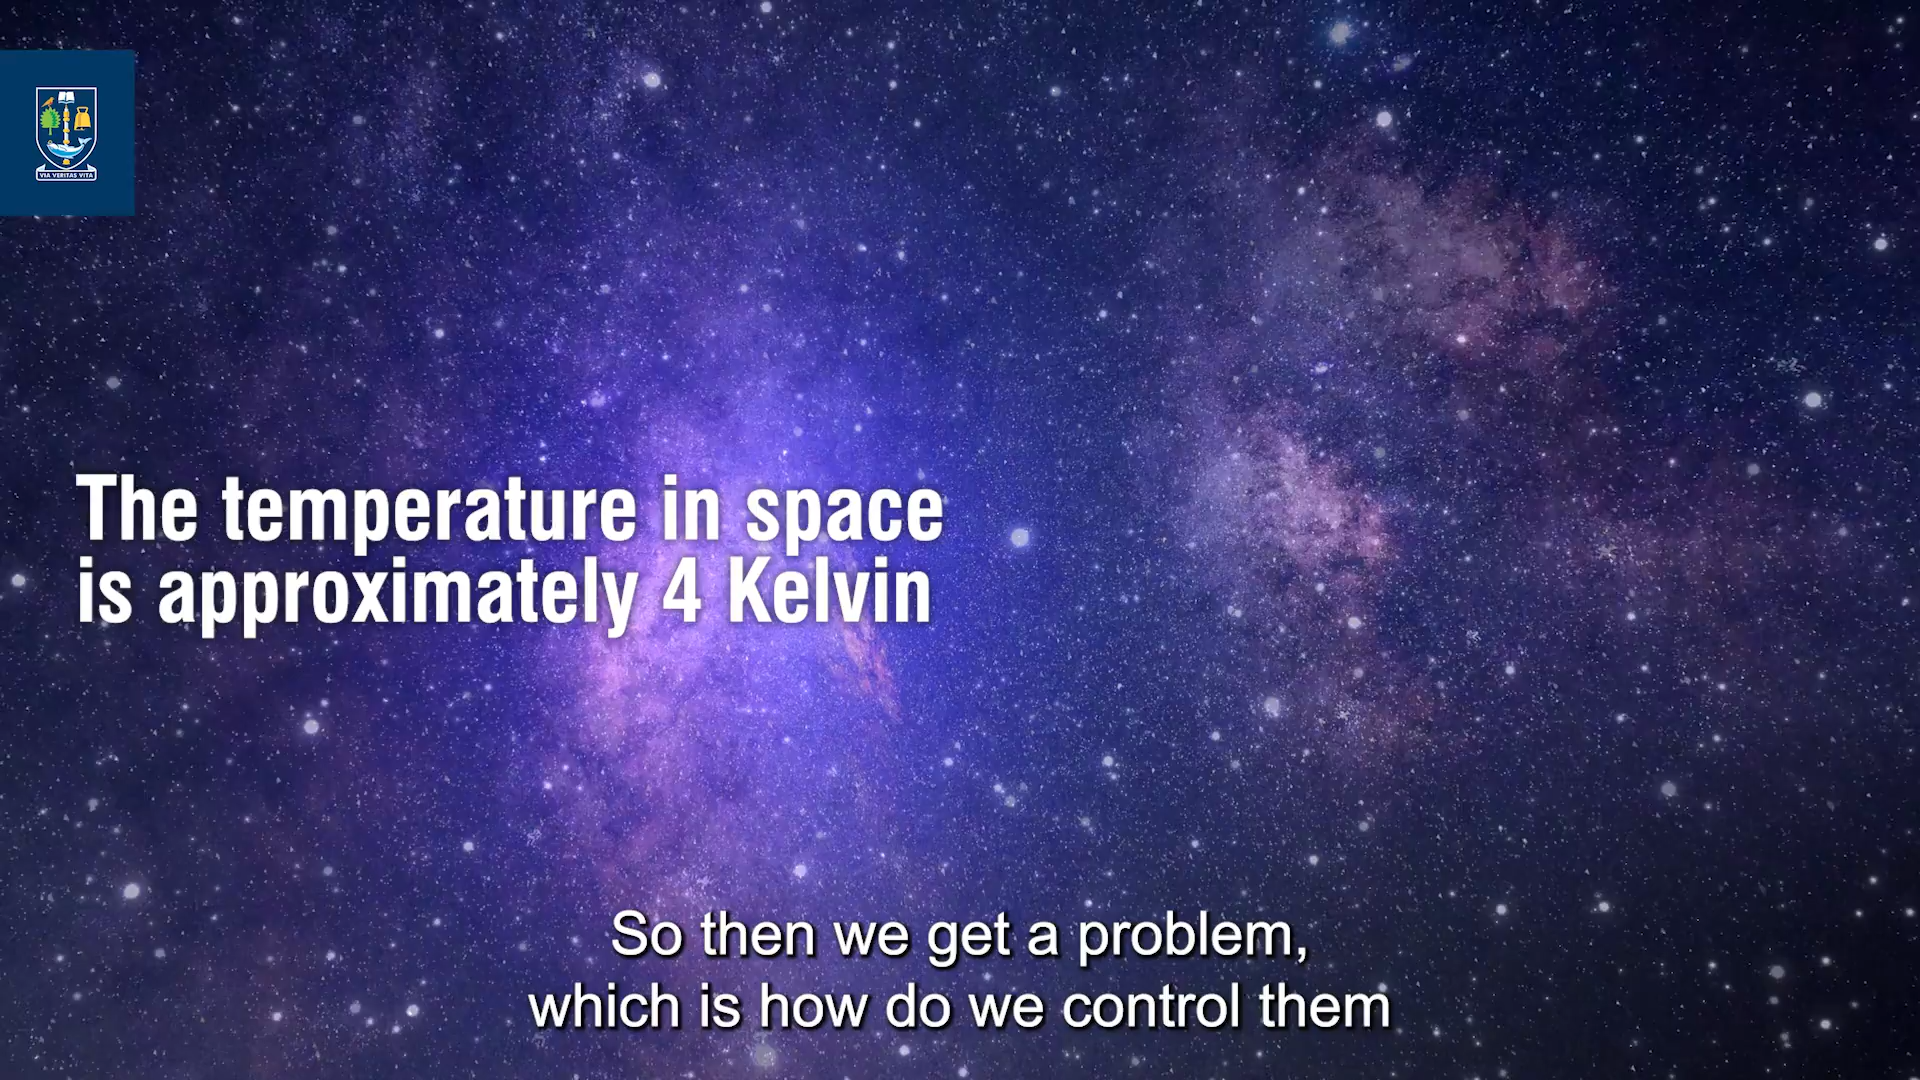 VIA VERITAS VITA
The temperature in space
is approximately 4 Kelvin
So then we get a problem,
which is how do we control them